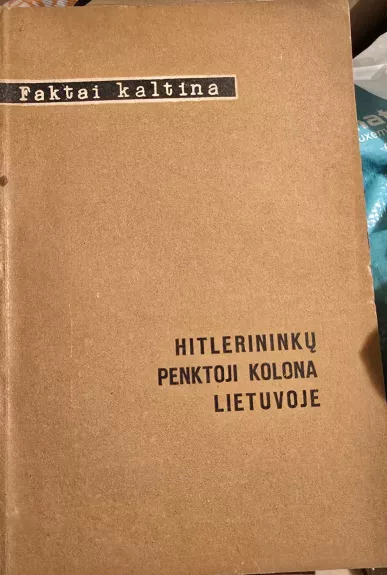 Faktai kaltina
HITLERININKŲ
PENKTOJI KOLONA
LIETUVOJE